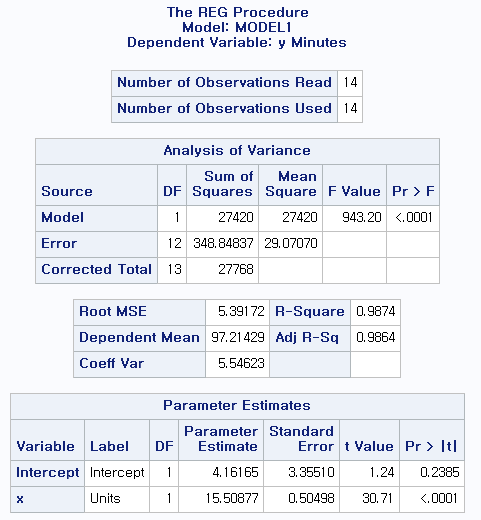 The REG Procedure
Model: MODEL1
Dependent Variable: y Minutes
Number of Observations Read 14
Number of Observations Used 14
Analysis of Variance
Source DF Sum of Squares Mean Square F Value Pr > F
Model 1 27420 27420 943.20 <.0001
Error 12 348.84837 29.07070
Corrected Total 13 27768
Root MSE 5.39172 R-Square 0.9874
Dependent Mean 97.21429 Adj R-Sq 0.9864
Coeff Var 5.54623
Parameter Estimates
Variable Label DF Parameter Estimate Standard Error t Value Pr > |t|
Intercept Intercept 1 4.16165 3.35510 1.24 0.2385
x Units 1 15.50877 0.50498 30.71 <.0001